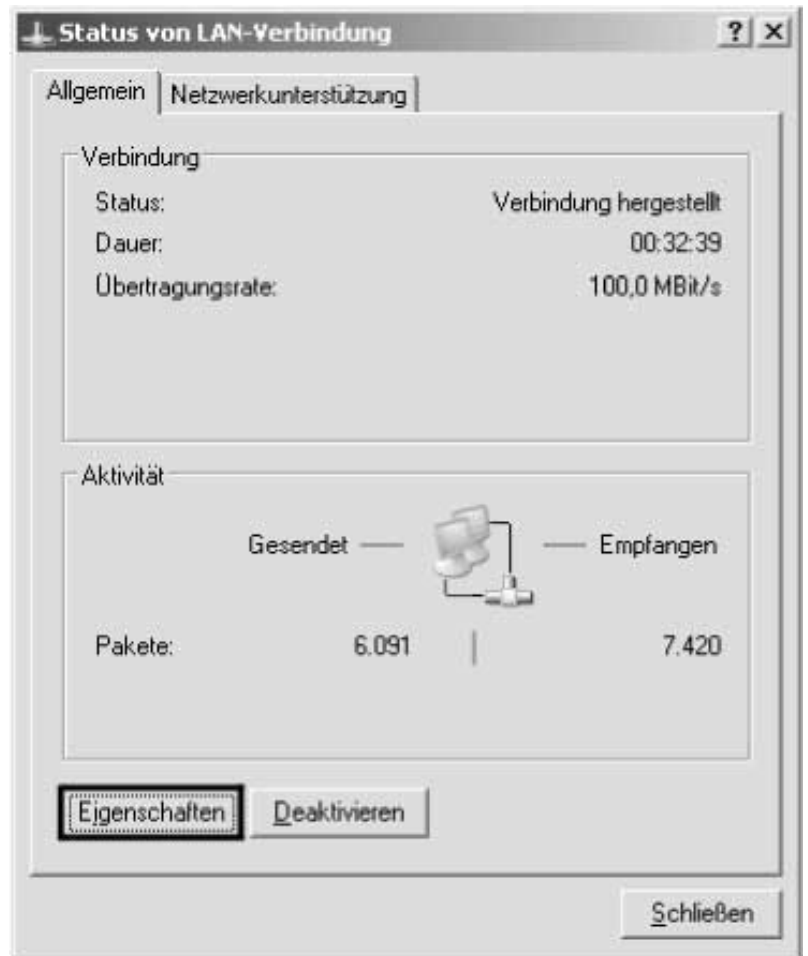 Status von LAN-Verbindung
Allgemein Netzwerkunterstützung
Verbindung
Status: Verbindung hergestellt
Dauer: 00:32:39
Übertragungsrate: 100,0 MBit/s
Aktivität
Gesendet Empfangen
Pakete: 6.091 7.420
Eigenschaften Deaktivieren
Schließen